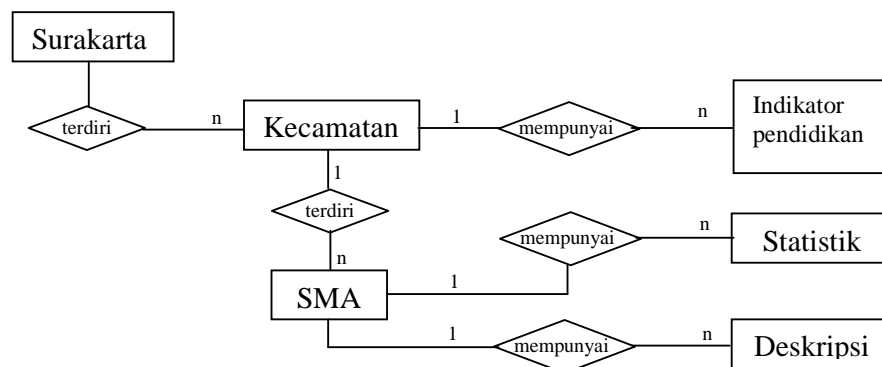 Surakarta
terdiri
n
Kecamatan
1
mempunyai
n
Indikator
pendidikan
1
terdiri
n
SMA
1
mempunyai
n
Statistik
1
mempunyai
n
Deskripsi